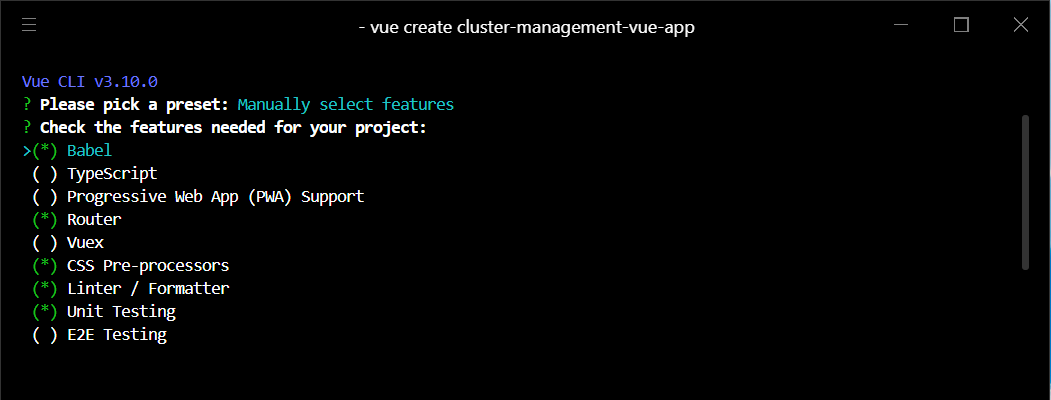 - vue create cluster-management-vue-app
Vue CLI v3.10.0
? Please pick a preset: Manually select features
? Check the features needed for your project:
>(*) Babel
( ) TypeScript
( ) Progressive Web App (PWA) Support
(*) Router
( ) Vuex
(*) CSS Pre-processors
(*) Linter / Formatter
(*) Unit Testing
( ) E2E Testing